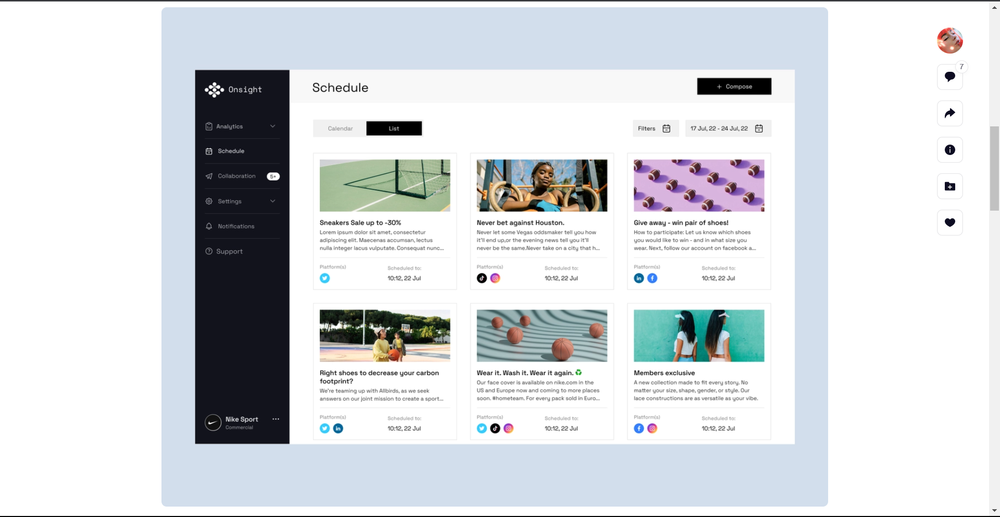 Onsight
Analytics
Schedule
Collaboration 5+
Settings
Notifications
Support
Nike Sport
Commercial
Schedule
+ Compose
Calendar List
Filters
17 Jul, 22 - 24 Jul, 22
Sneakers Sale up to -30%
Lorem ipsum dolor sit amet, consectetur
adipiscing elit. Maecenas accumsan, lectus
nulla integer lacus vulputate. Consequat nunc...
Platform(s)
Scheduled to:
10:12, 22 Jul
Never bet against Houston.
Never let some Vegas oddsmaker tell you how
it'll end up,or the evening news tell you it'll
never be the same.Never take on a city that h...
Platform(s)
Scheduled to:
10:12, 22 Jul
Give away - win pair of shoes!
How to participate: Let us know which shoes
you would like to win - and in what size you
wear. Next, follow our account on facebook a...
Platform(s)
Scheduled to:
10:12, 22 Jul
Right shoes to decrease your carbon
footprint?
We're teaming up with Allbirds, as we seek
answers on our joint mission to create a sport...
Platform(s)
Scheduled to:
10:12, 22 Jul
Wear it. Wash it. Wear it again. ♻
Our face cover is available on nike.com in the
US and Europe now and coming to more places
soon. #hometeam. For every pack sold in Euro...
Platform(s)
Scheduled to:
10:12, 22 Jul
Members exclusive
A new collection made to fit every story. No
matter your size, shape, gender, or style. Our
lace constructions are as versatile as your vibe.
Platform(s)
Scheduled to:
10:12, 22 Jul
7